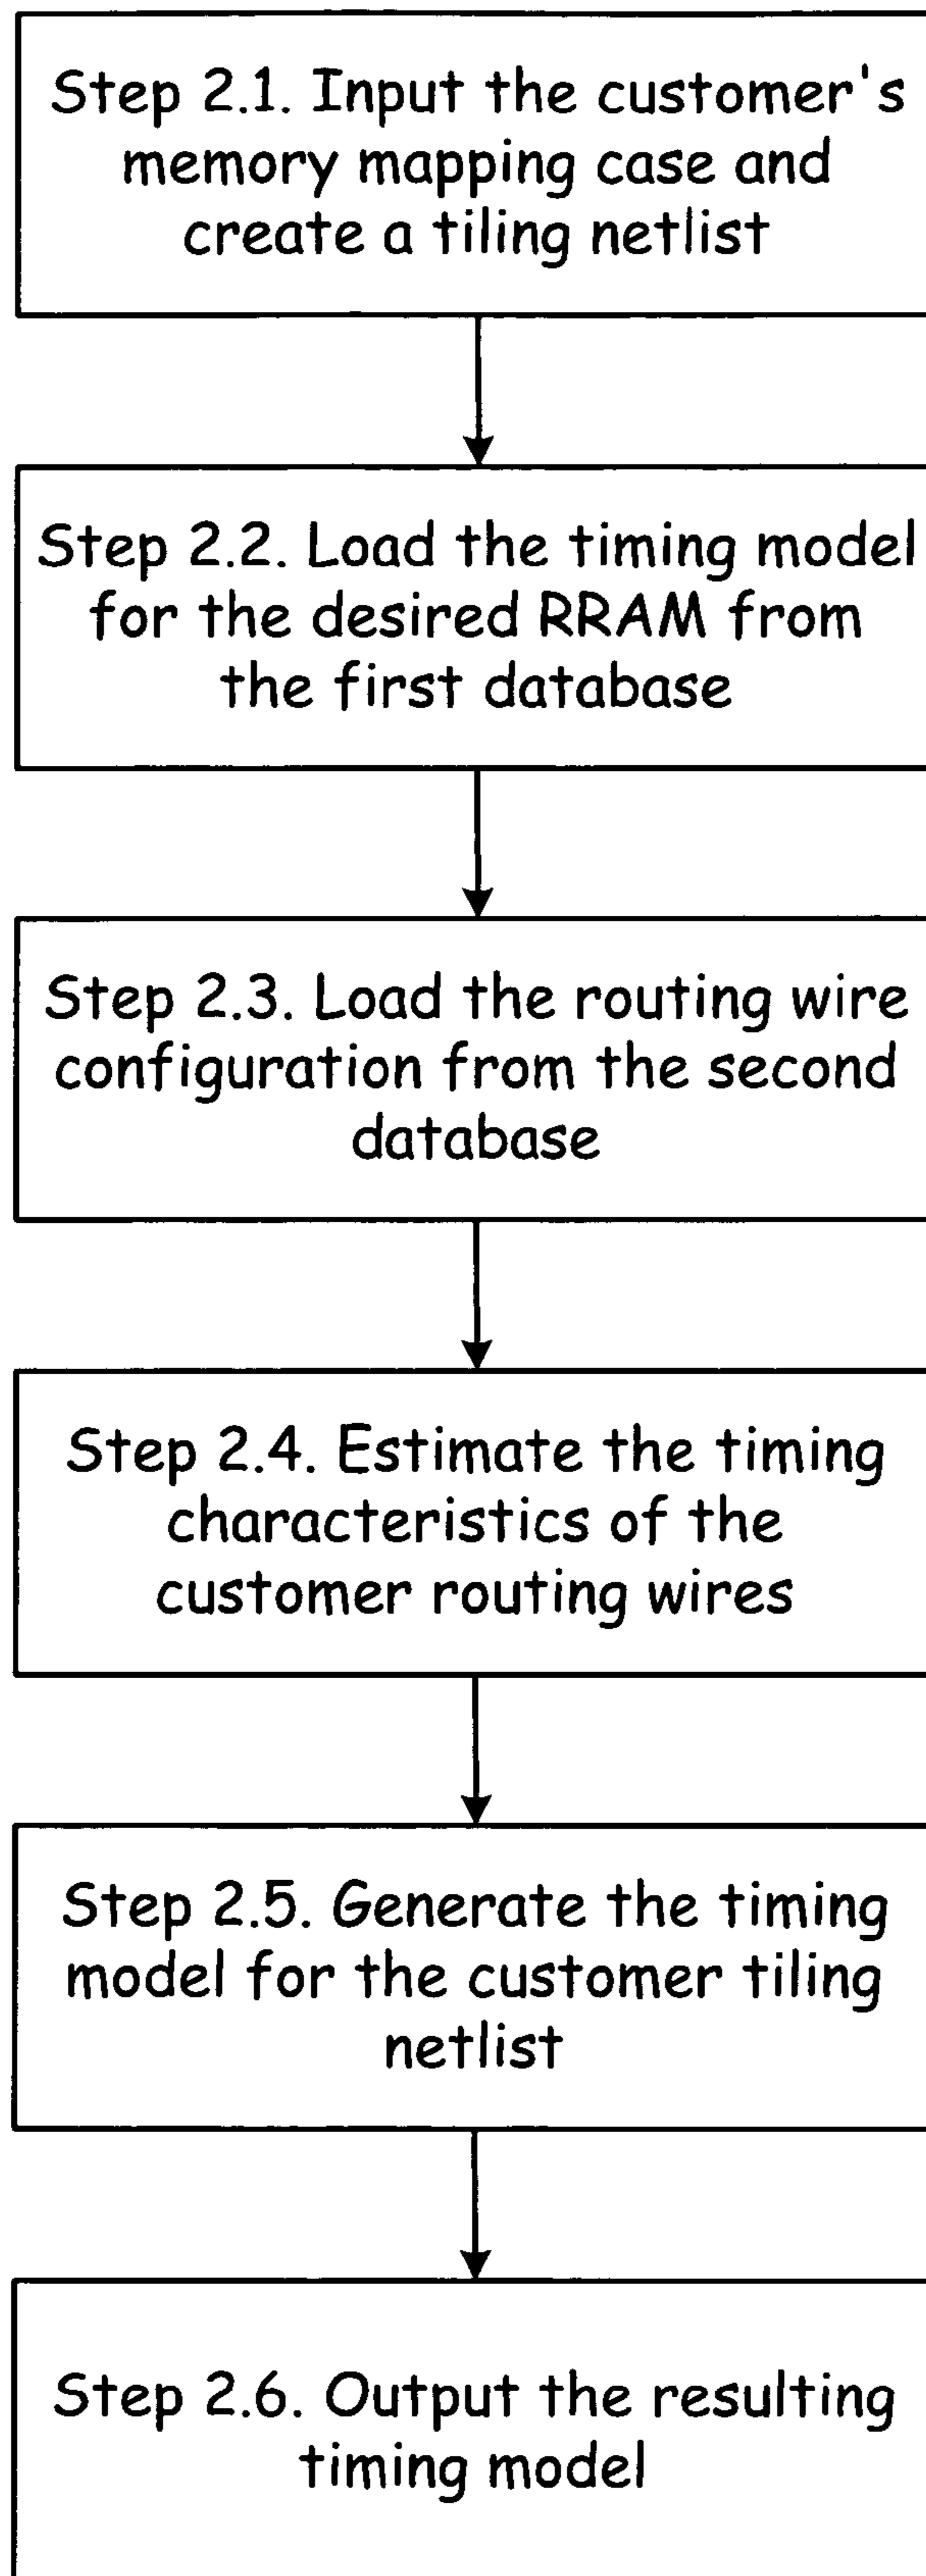 Step 2.1. Input the customer's
memory mapping case and
create a tiling netlist
Step 2.2. Load the timing model
for the desired RRAM from
the first database
Step 2.3. Load the routing wire
configuration from the second
database
Step 2.4. Estimate the timing
characteristics of the
customer routing wires
Step 2.5. Generate the timing
model for the customer tiling
netlist
Step 2.6. Output the resulting
timing model